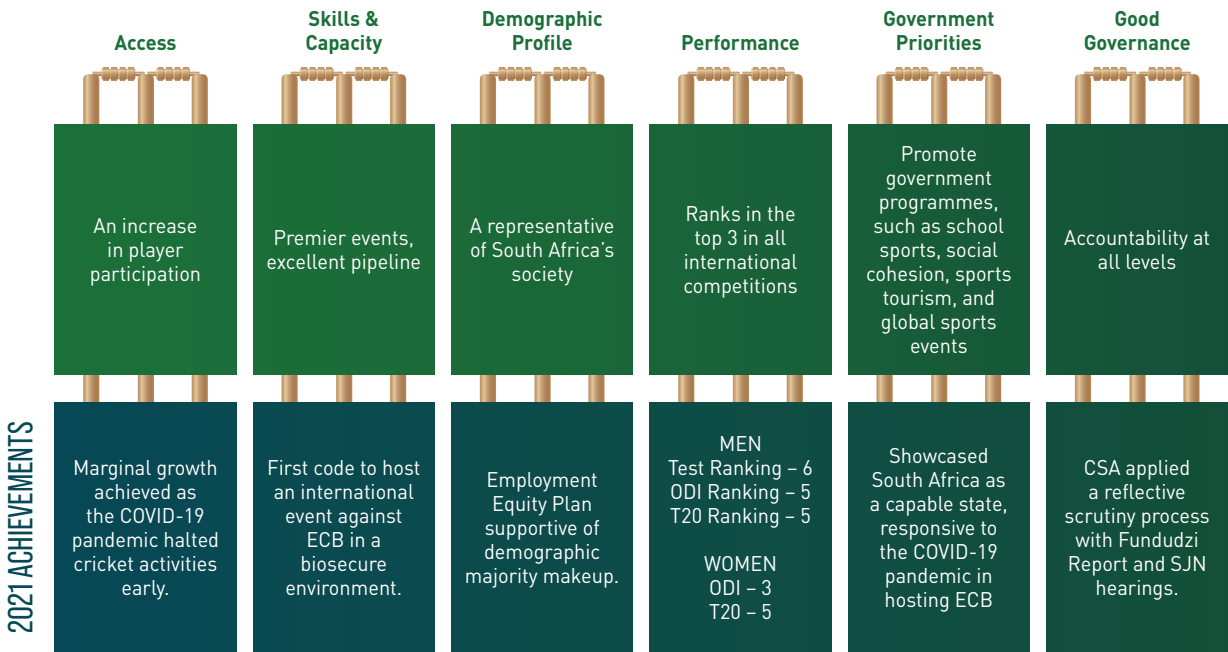 Access
Skills &
Capacity
Demographic
Profile
Performance
Government
Priorities
Good
Governance
An increase
in player
participation
Premier events,
excellent pipeline
A representative
of South Africa’s
society
Ranks in the
top 3 in all
international
competitions
Promote
government
programmes,
such as school
sports, social
cohesion, sports
tourism, and
global sports
events
Accountability at
all levels
2021 ACHIEVEMENTS
Marginal growth
achieved as
the COVID-19
pandemic halted
cricket activities
early.
First code to host
an international
event against
ECB in a
biosecure
environment.
Employment
Equity Plan
supportive of
demographic
majority makeup.
MEN
Test Ranking – 6
ODI Ranking – 5
T20 Ranking – 5
WOMEN
ODI – 3
T20 – 5
Showcased
South Africa as
a capable state,
responsive to
the COVID-19
pandemic in
hosting ECB
CSA applied
a reflective
scrutiny process
with Fundudzi
Report and SJN
hearings.